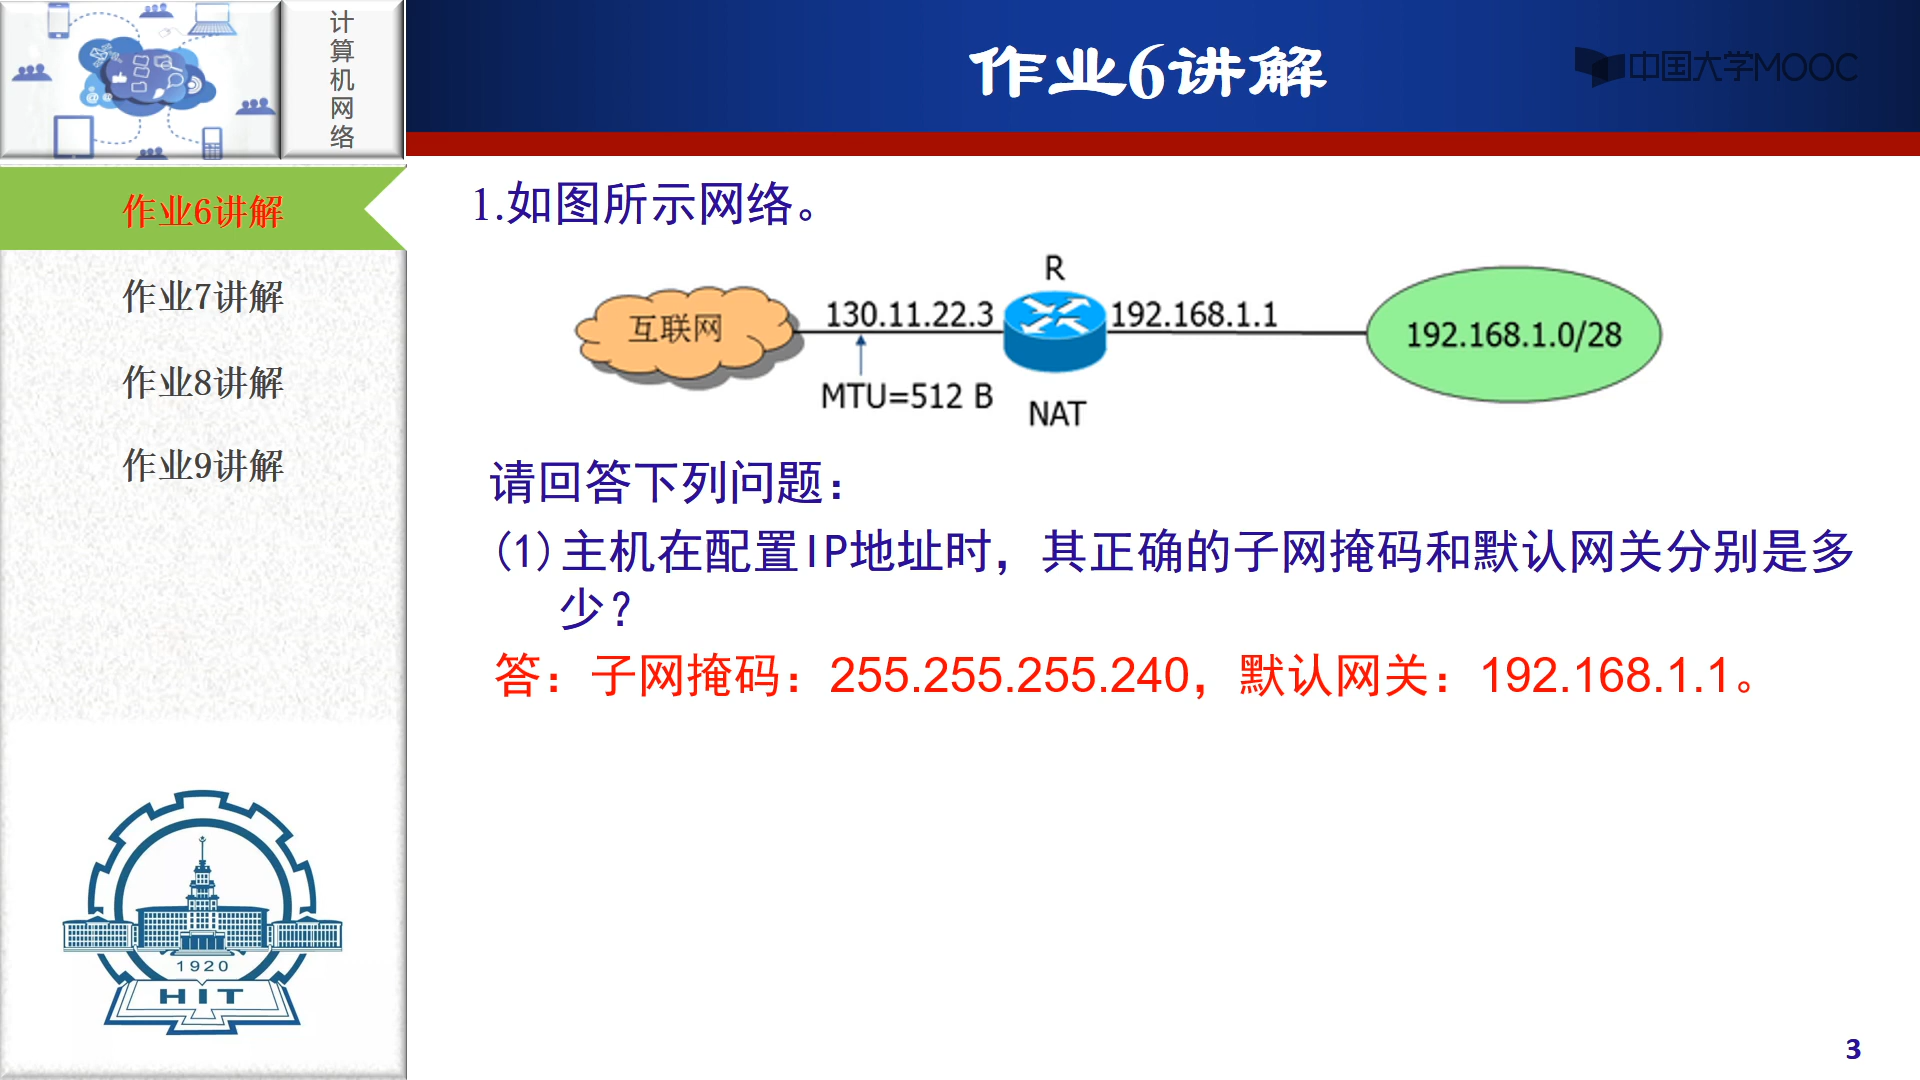 计算机网络
作业6讲解
中国大学MOOC
作业6讲解
作业7讲解
作业8讲解
作业9讲解
1920
HIT
1.如图所示网络。
R
互联网
130.11.22.3
192.168.1.1
192.168.1.0/28
MTU=512 B
NAT
请回答下列问题：
(1)主机在配置IP地址时，其正确的子网掩码和默认网关分别是多
少？
答：子网掩码：255.255.255.240，默认网关：192.168.1.1。
3